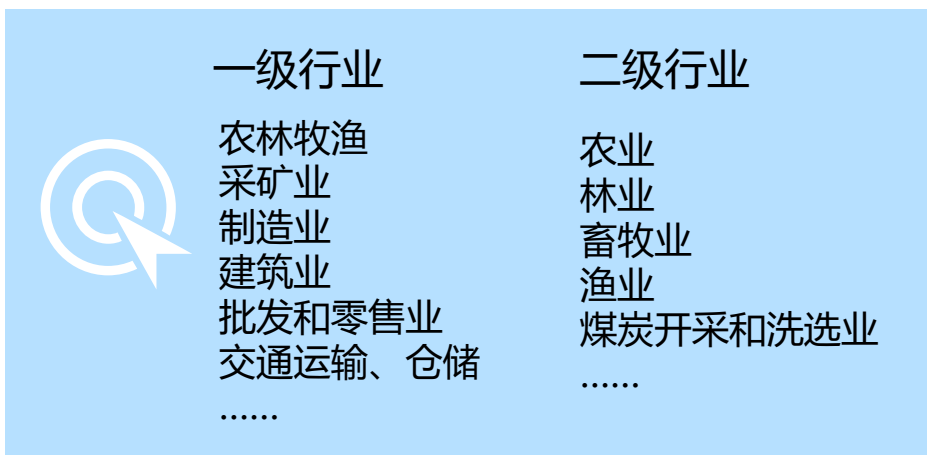 一级行业
农林牧渔
采矿业
制造业
建筑业
批发和零售业
交通运输、仓储
……
二级行业
农业
林业
畜牧业
渔业
煤炭开采和洗选业
……